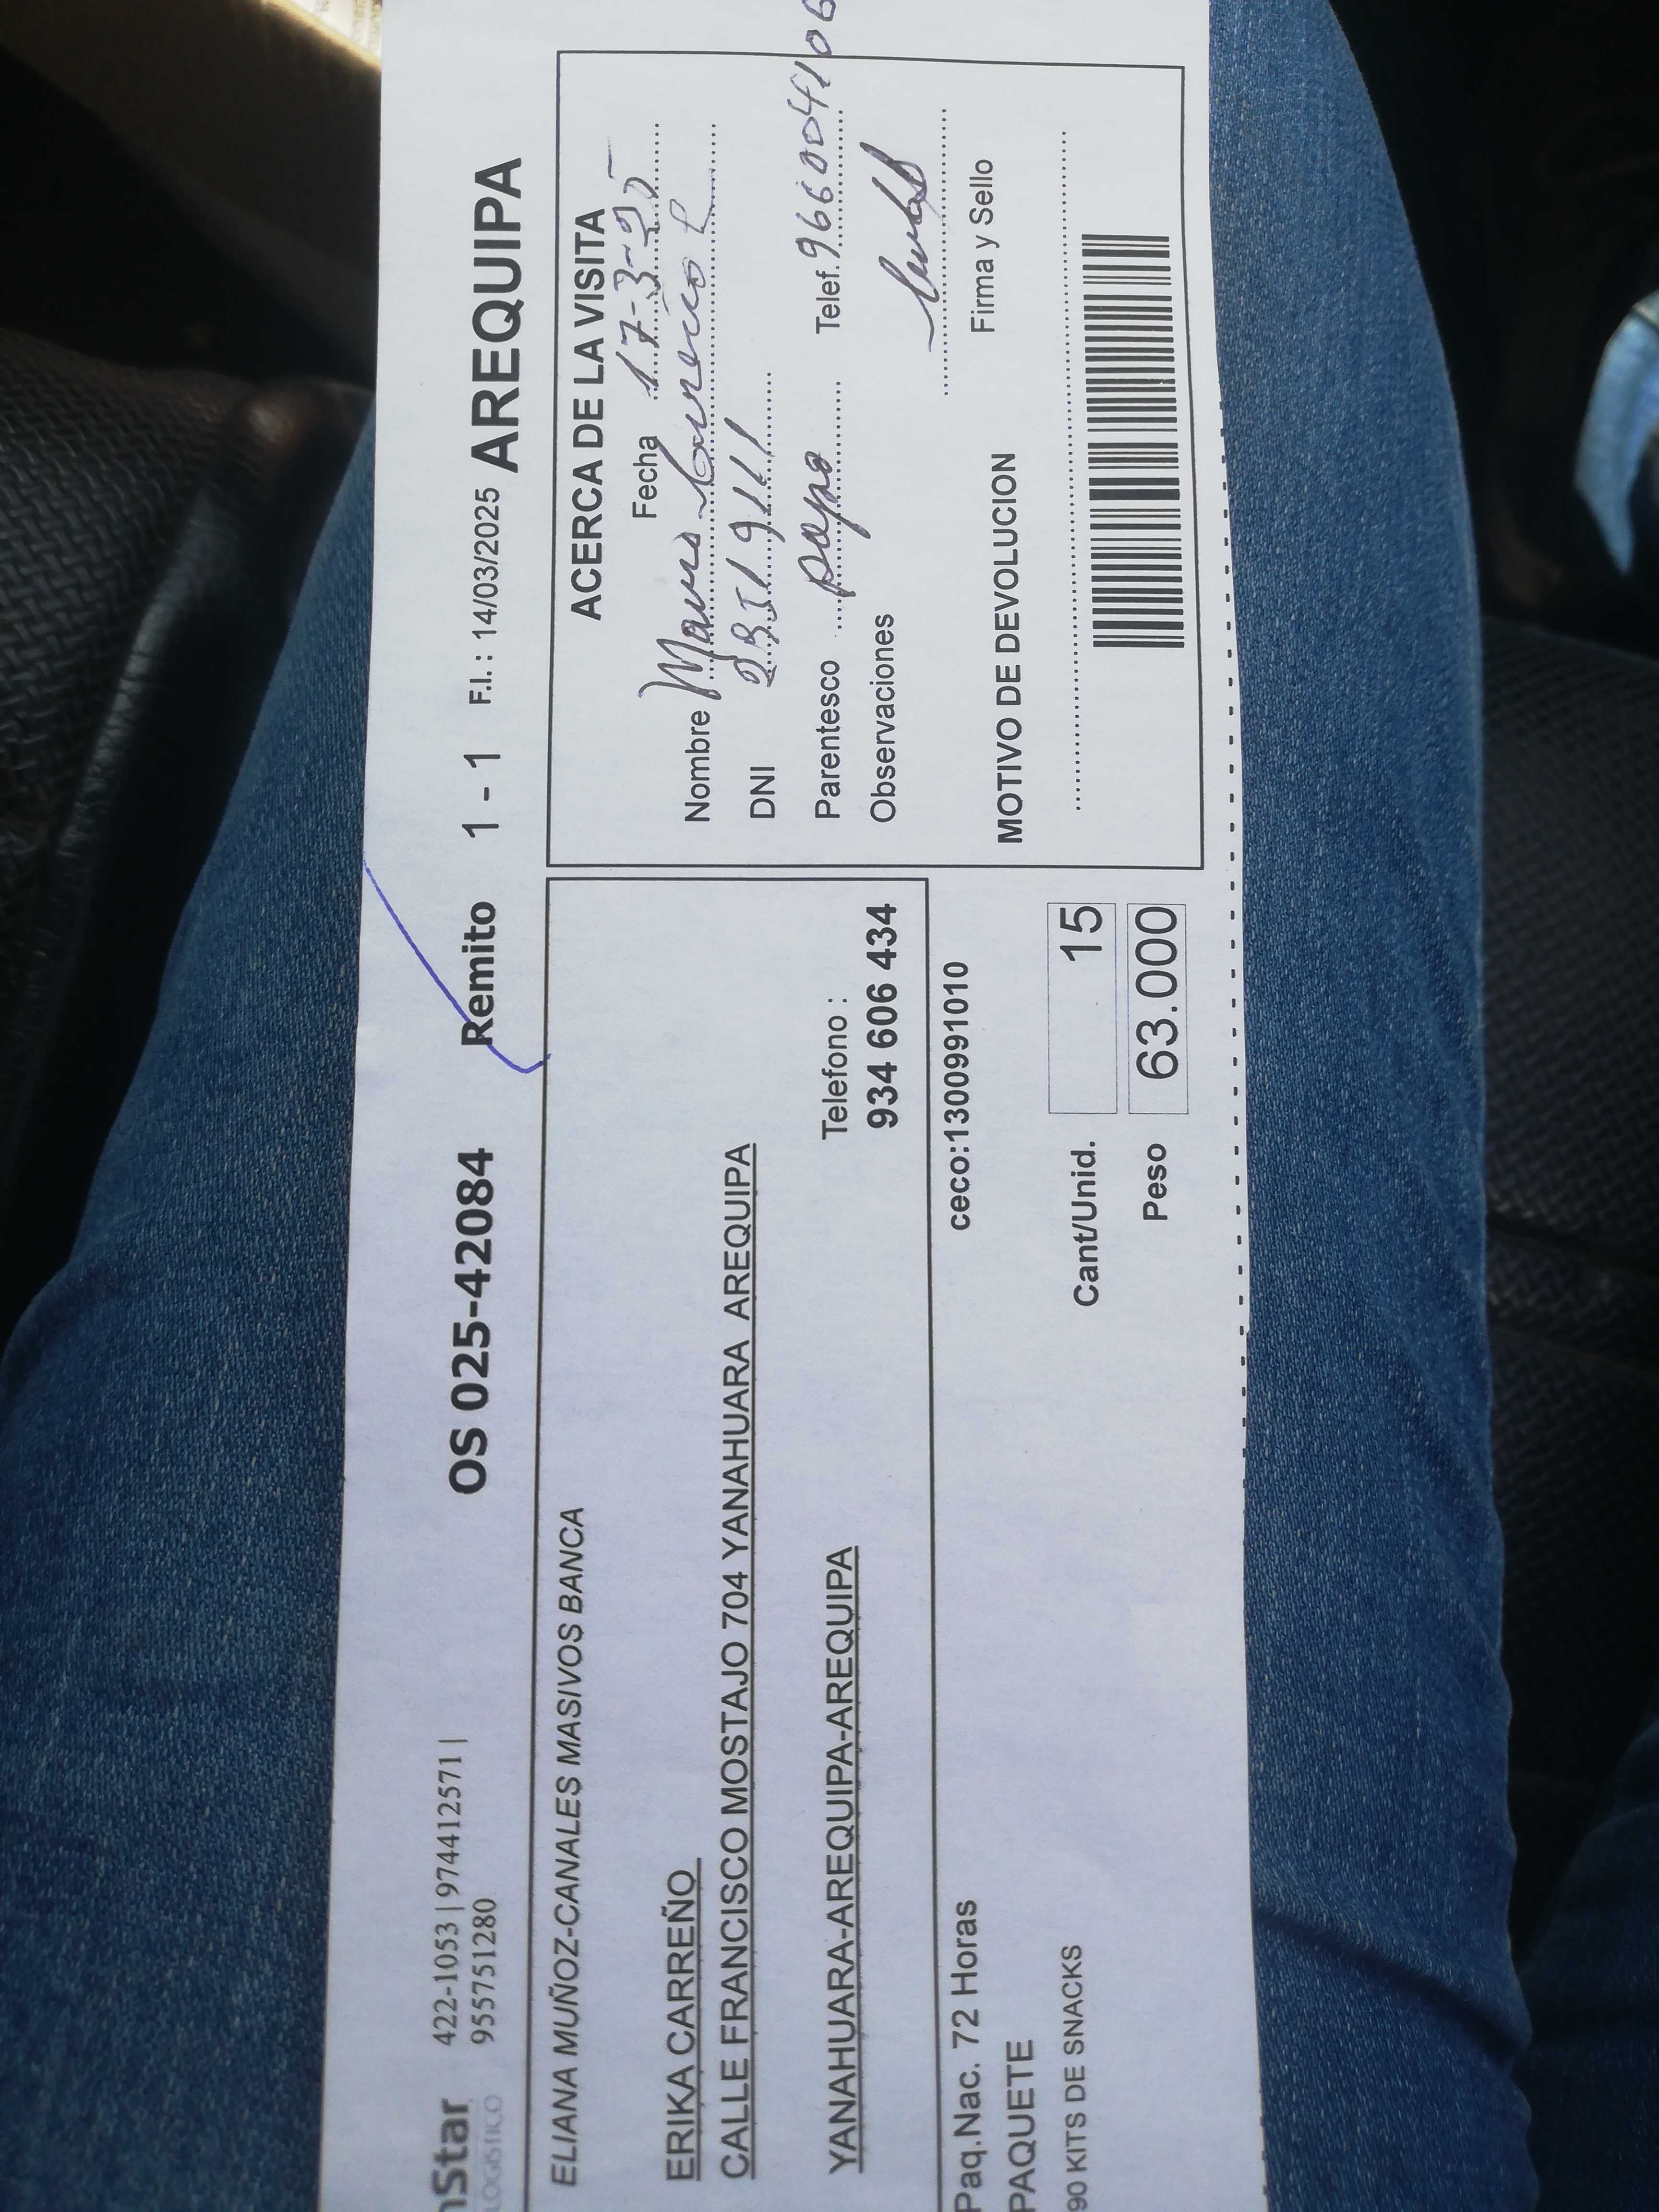 nStar 422-1053 | 974412571 |
LOGISTICO 955751280
OS 025-42084 Remito 1 - 1 F.I. : 14/03/2025 AREQUIPA
ELIANA MUÑOZ-CANALES MASIVOS BANCA
ERIKA CARREÑO
CALLE FRANCISCO MOSTAJO 704 YANAHUARA AREQUIPA
YANAHUARA-AREQUIPA-AREQUIPA
Telefono :
934 606 434
Paq.Nac. 72 Horas
PAQUETE
90 KITS DE SNACKS
ceco:1300991010
Cant/Unid. 15
Peso 63.000
ACERCA DE LA VISITA
Fecha 17-3-25
Nombre
DNI
Parentesco papa Telef. 966004106
Observaciones
Firma y Sello
MOTIVO DE DEVOLUCION